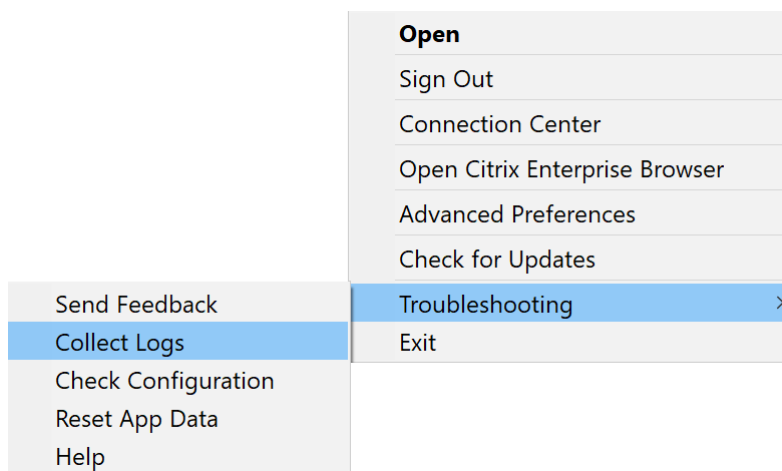 Open
Sign Out
Connection Center
Open Citrix Enterprise Browser
Advanced Preferences
Check for Updates
Troubleshooting
Exit
Send Feedback
Collect Logs
Check Configuration
Reset App Data
Help